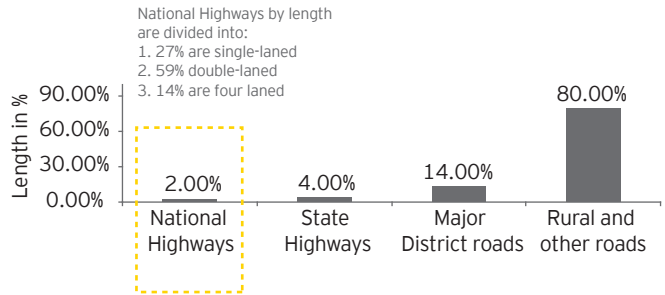 National Highways by length
are divided into:
1. 27% are single-laned
2. 59% double-laned
3. 14% are four laned
Length in %
90.00%
60.00%
30.00%
0.00%
2.00%
4.00%
14.00%
80.00%
National
Highways
State
Highways
Major
District roads
Rural and
other roads